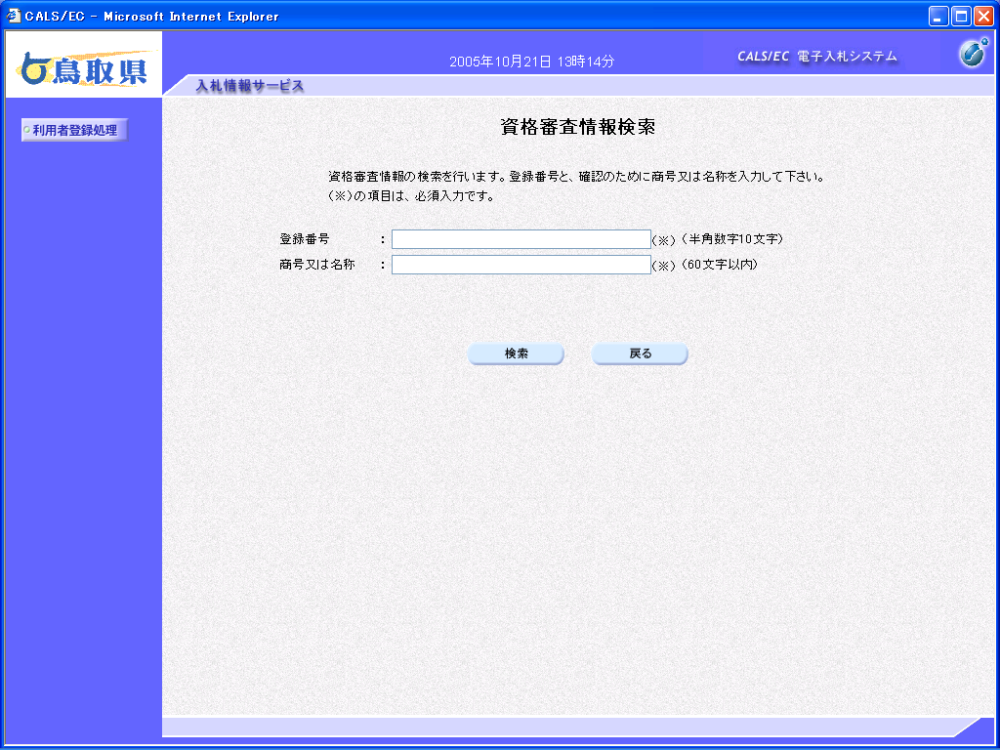 CALS/EC - Microsoft Internet Explorer
鳥取県
2005年10月21日 13時14分
CALS/EC 電子入札システム
入札情報サービス
利用者登録処理
資格審査情報検索
資格審査情報の検索を行います。登録番号と、確認のために商号又は名称を入力して下さい。
(※)の項目は、必須入力です。
登録番号 : (※) (半角数字10文字)
商号又は名称 : (※) (60文字以内)
検索 戻る